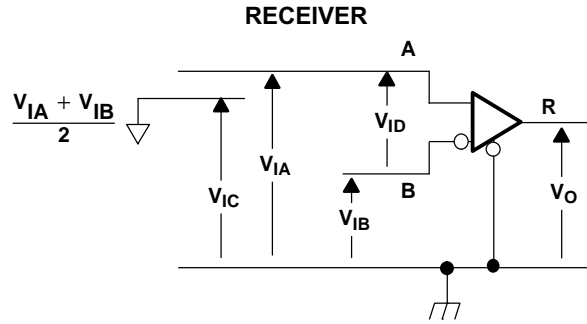 RECEIVER
A
V_IA + V_IB
2
V_ID
R
V_IA
V_IC
B
V_IB
V_O